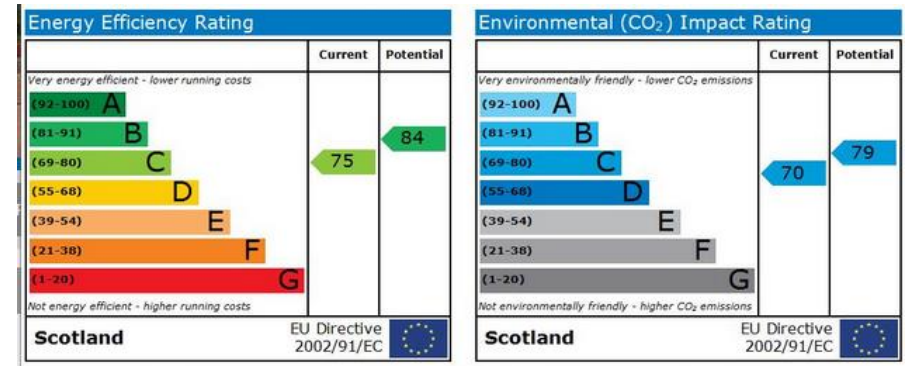 Energy Efficiency Rating
Current Potential
Very energy efficient - lower running costs
(92-100) A
(81-91) B
84
(69-80) C
75
(55-68) D
(39-54) E
(21-38) F
(1-20) G
Not energy efficient - higher running costs
Scotland
EU Directive
2002/91/EC
Environmental (CO₂) Impact Rating
Current Potential
Very environmentally friendly - lower CO₂ emissions
(92-100) A
(81-91) B
(69-80) C
79
70
(55-68) D
(39-54) E
(21-38) F
(1-20) G
Not environmentally friendly - higher CO₂ emissions
Scotland
EU Directive
2002/91/EC